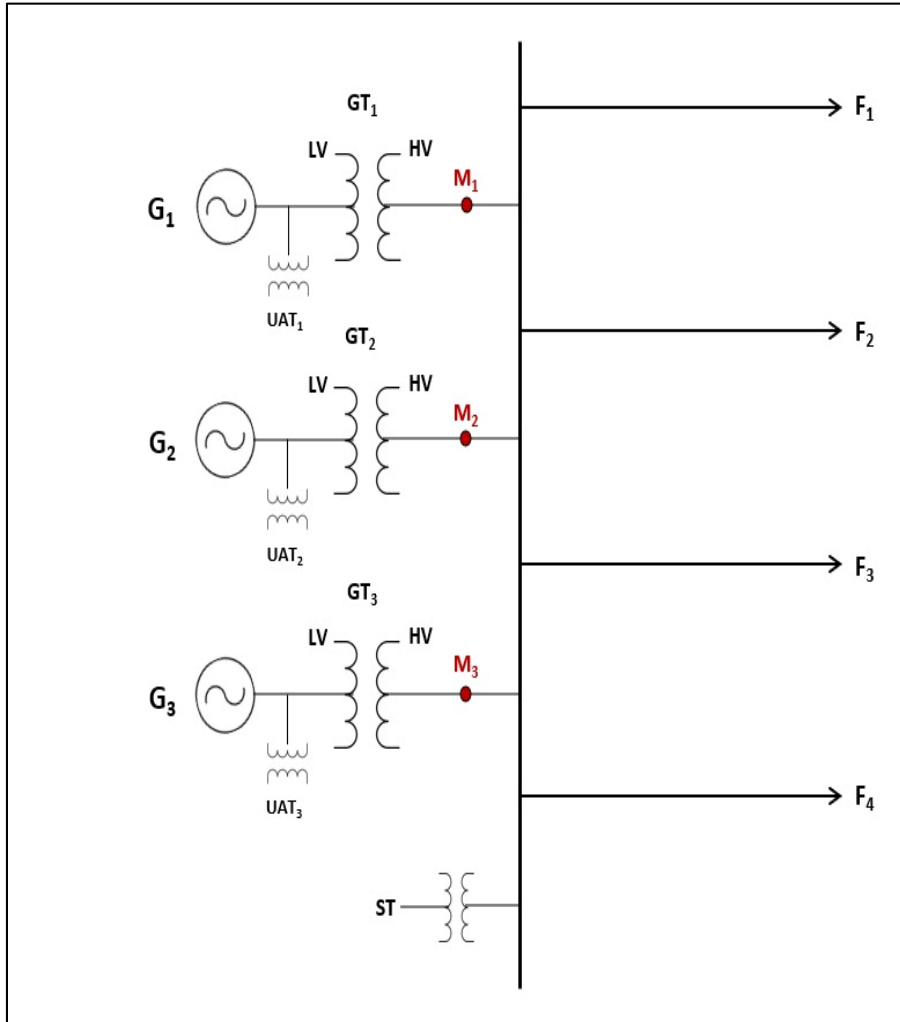 GT₁
F₁
LV HV
M₁
G₁
UAT₁
F₂
GT₂
LV HV
M₂
G₂
UAT₂
F₃
GT₃
LV HV
M₃
G₃
UAT₃
F₄
ST